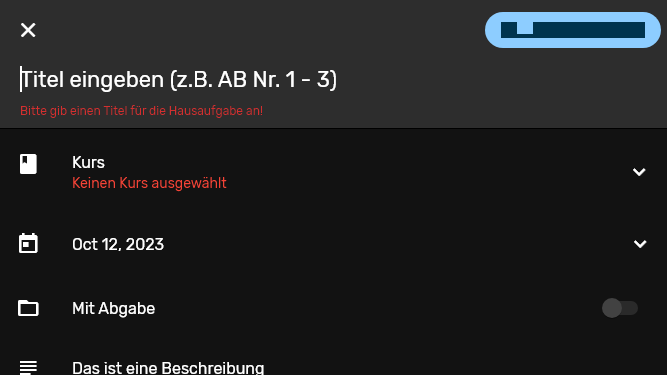 Titel eingeben (z.B. AB Nr. 1 - 3)
Bitte gib einen Titel für die Hausaufgabe an!
Kurs
Keinen Kurs ausgewählt
Oct 12, 2023
Mit Abgabe
Das ist eine Beschreibung